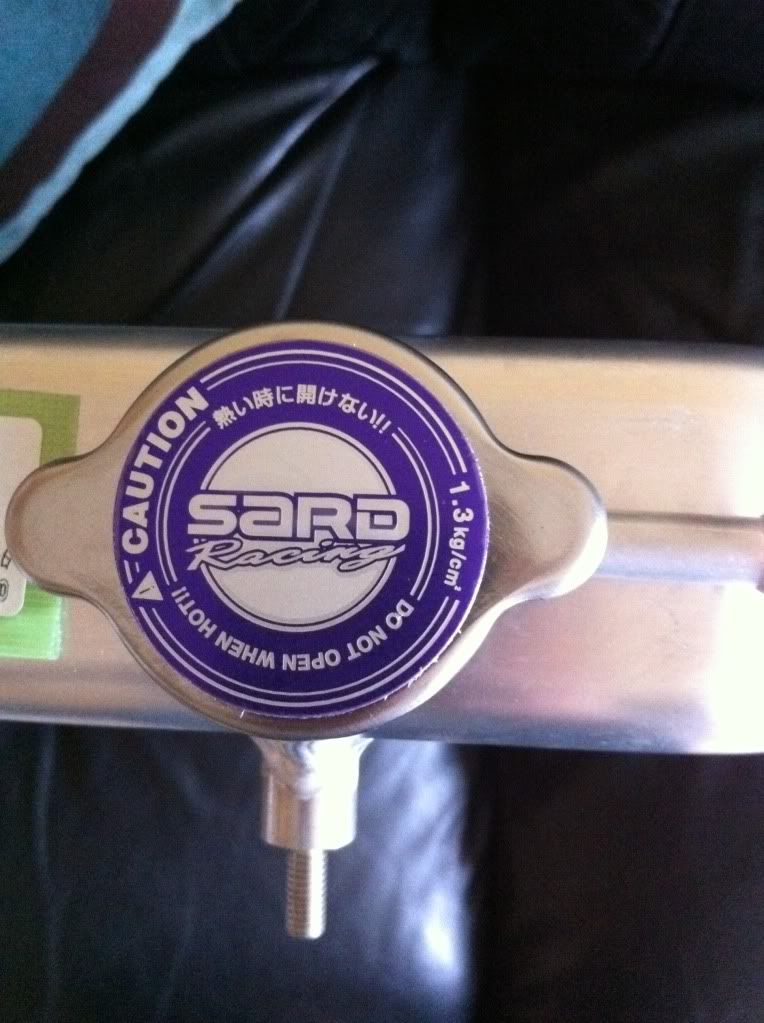 CAUTION
熱い時に開けない!!
1.3kg/cm²
SARD
Racing
DO NOT OPEN WHEN HOT!!